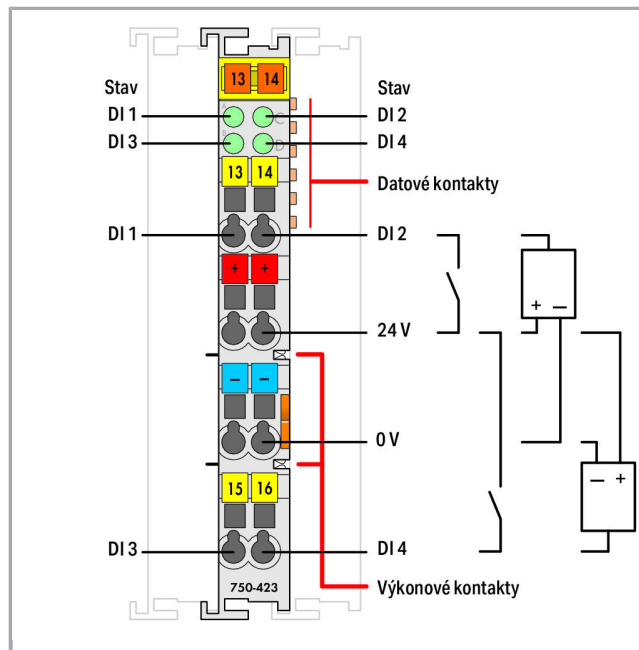 13 14
Stav Stav
A C
DI 1 DI 2
B D
DI 3 DI 4
13 14
Datové kontakty
DI 1 DI 2
+ +
+ −
24 V
− −
0 V
− +
15 16
DI 3 DI 4
750-423
Výkonové kontakty